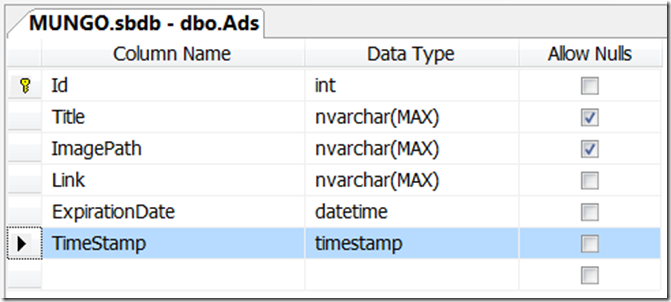 MUNGO.sbdb - dbo.Ads
Column Name Data Type Allow Nulls
Id int
Title nvarchar(MAX)
ImagePath nvarchar(MAX)
Link nvarchar(MAX)
ExpirationDate datetime
TimeStamp timestamp